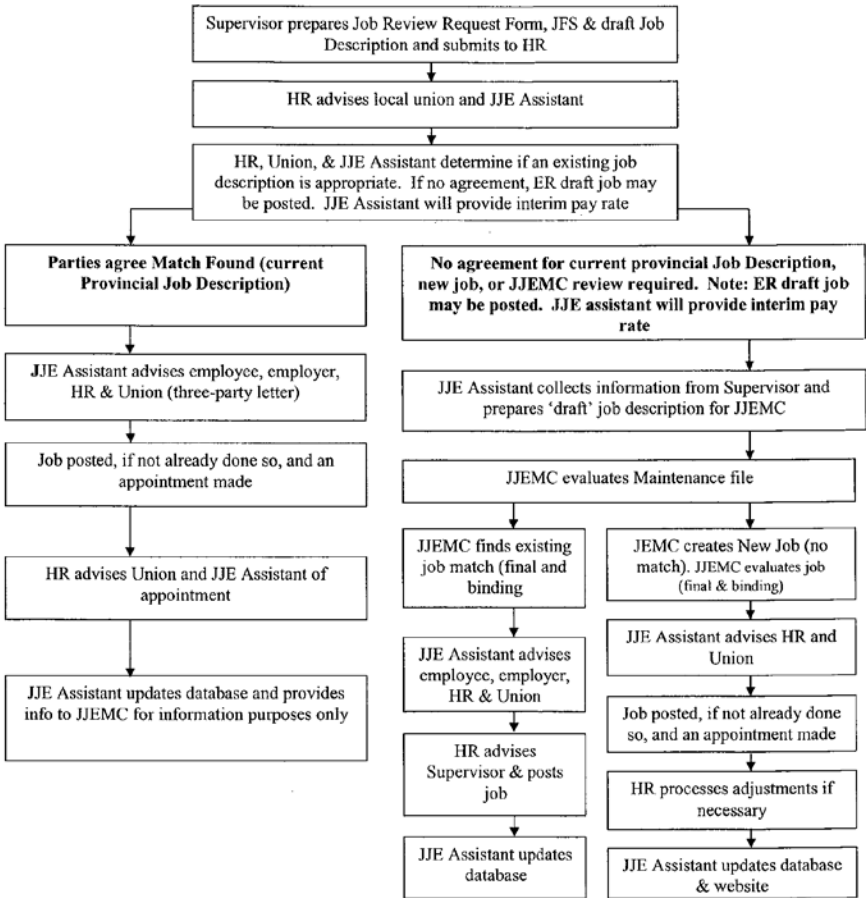 Supervisor prepares Job Review Request Form, JFS & draft Job
Description and submits to HR
HR advises local union and JJE Assistant
HR, Union, & JJE Assistant determine if an existing job
description is appropriate. If no agreement, ER draft job may
be posted. JJE Assistant will provide interim pay rate
Parties agree Match Found (current
Provincial Job Description)
JJE Assistant advises employee, employer,
HR & Union (three-party letter)
Job posted, if not already done so, and an
appointment made
HR advises Union and JJE Assistant of
appointment
JJE Assistant updates database and provides
info to JJEMC for information purposes only
No agreement for current provincial Job Description,
new job, or JJEMC review required. Note: ER draft job
may be posted. JJE assistant will provide interim pay
rate
JJE Assistant collects information from Supervisor and
prepares ‘draft’ job description for JJEMC
JJEMC evaluates Maintenance file
JJEMC finds existing
job match (final and
binding
JJE Assistant advises
employee, employer,
HR & Union
HR advises
Supervisor & posts
job
JJE Assistant updates
database
JEMC creates New Job (no
match). JJEMC evaluates job
(final & binding)
JJE Assistant advises HR and
Union
Job posted, if not already done
so, and an appointment made
HR processes adjustments if
necessary
JJE Assistant updates database
& website